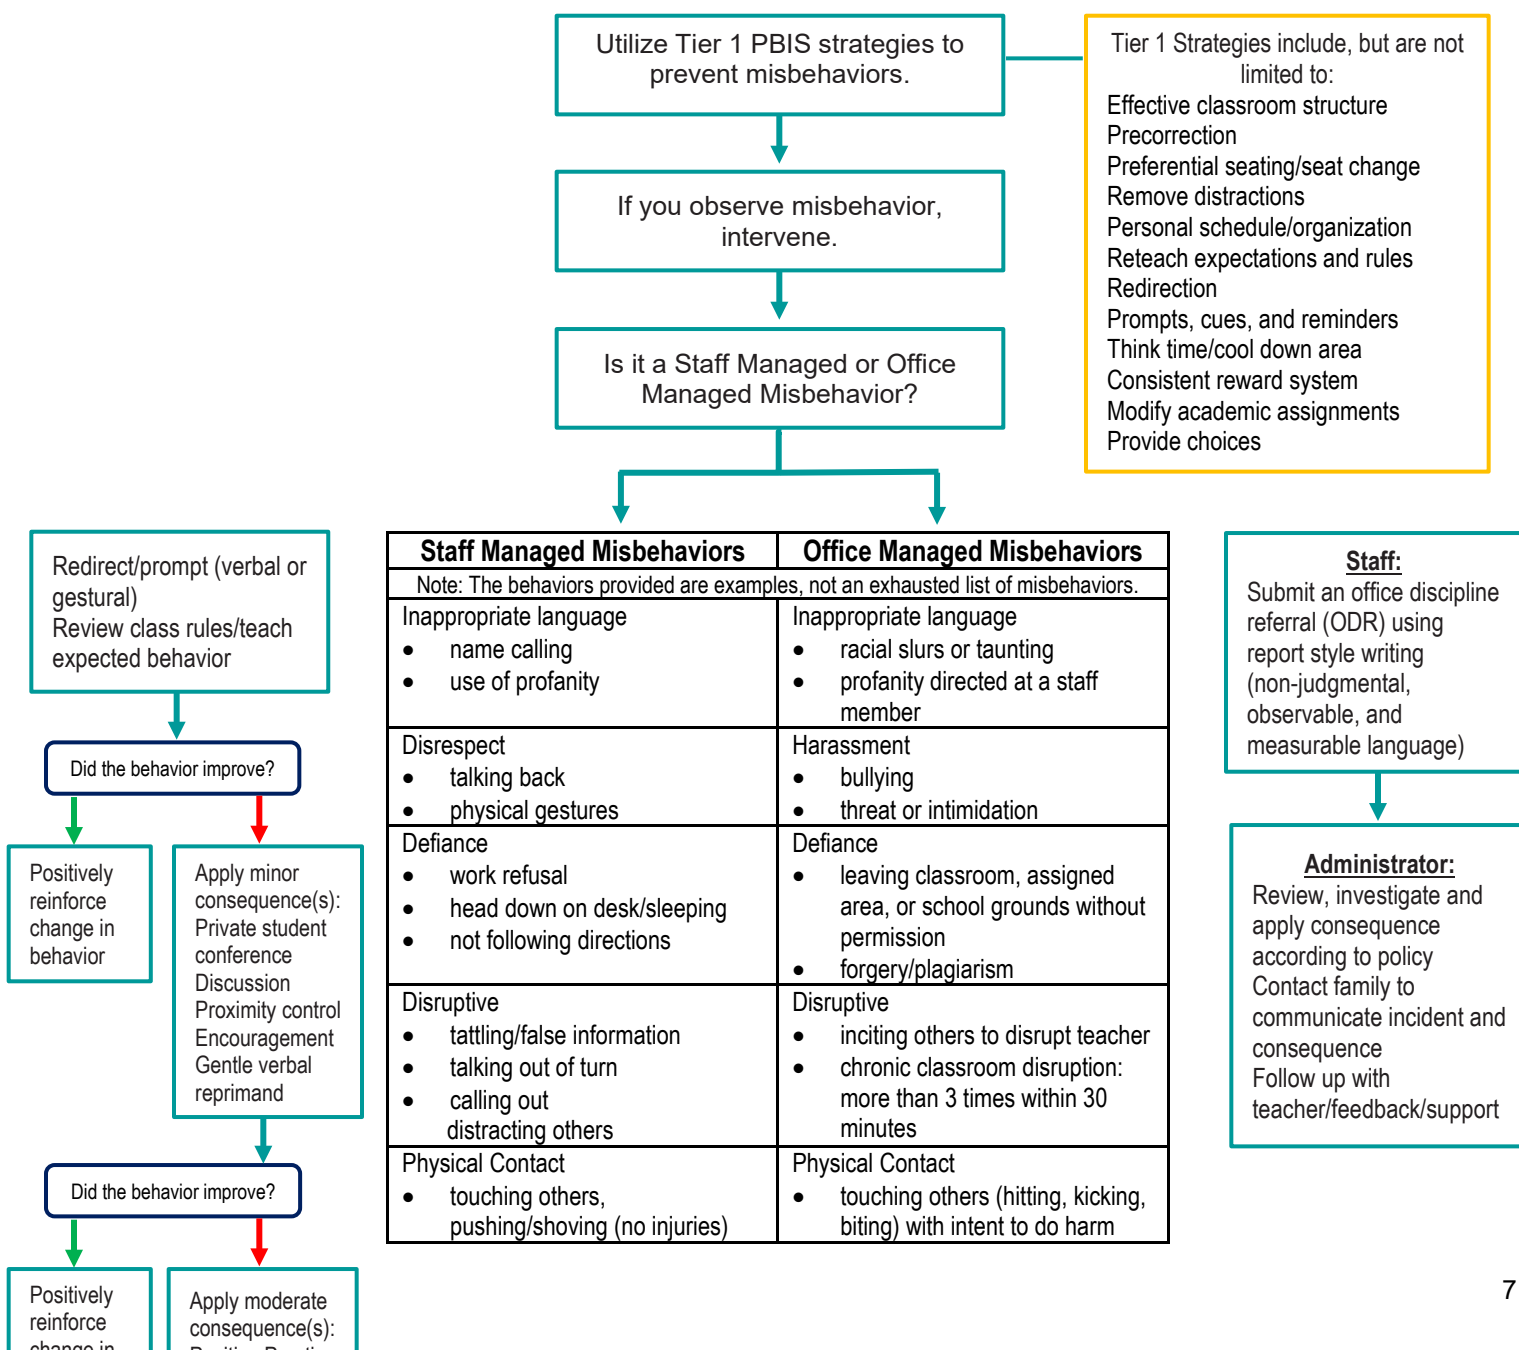 Utilize Tier 1 PBIS strategies to
prevent misbehaviors.
Tier 1 Strategies include, but are not
limited to:
Effective classroom structure
Precorrection
Preferential seating/seat change
Remove distractions
Personal schedule/organization
Reteach expectations and rules
Redirection
Prompts, cues, and reminders
Think time/cool down area
Consistent reward system
Modify academic assignments
Provide choices
If you observe misbehavior,
intervene.
Is it a Staff Managed or Office
Managed Misbehavior?
Redirect/prompt (verbal or
gestural)
Review class rules/teach
expected behavior
Did the behavior improve?
Positively
reinforce
change in
behavior
Apply minor
consequence(s):
Private student
conference
Discussion
Proximity control
Encouragement
Gentle verbal
reprimand
Did the behavior improve?
Positively
reinforce
change in
Apply moderate
consequence(s):
Staff Managed Misbehaviors
Office Managed Misbehaviors
Note: The behaviors provided are examples, not an exhausted list of misbehaviors.
Inappropriate language
• name calling
• use of profanity
Inappropriate language
• racial slurs or taunting
• profanity directed at a staff
member
Disrespect
• talking back
• physical gestures
Harassment
• bullying
• threat or intimidation
Defiance
• work refusal
• head down on desk/sleeping
• not following directions
Defiance
• leaving classroom, assigned
area, or school grounds without
permission
• forgery/plagiarism
Disruptive
• tattling/false information
• talking out of turn
• calling out
distracting others
Disruptive
• inciting others to disrupt teacher
• chronic classroom disruption:
more than 3 times within 30
minutes
Physical Contact
• touching others,
pushing/shoving (no injuries)
Physical Contact
• touching others (hitting, kicking,
biting) with intent to do harm
Staff:
Submit an office discipline
referral (ODR) using
report style writing
(non-judgmental,
observable, and
measurable language)
Administrator:
Review, investigate and
apply consequence
according to policy
Contact family to
communicate incident and
consequence
Follow up with
teacher/feedback/support
7